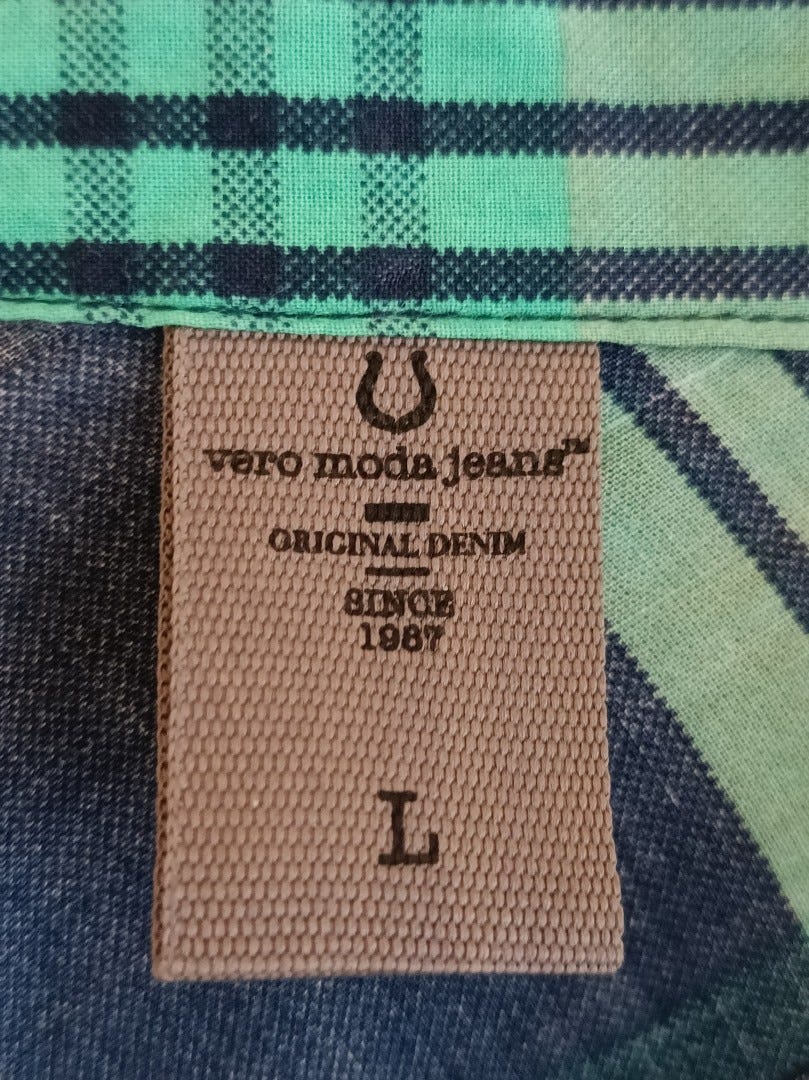 vero moda jeans™
ORIGINAL DENIM
SINCE
1987
L